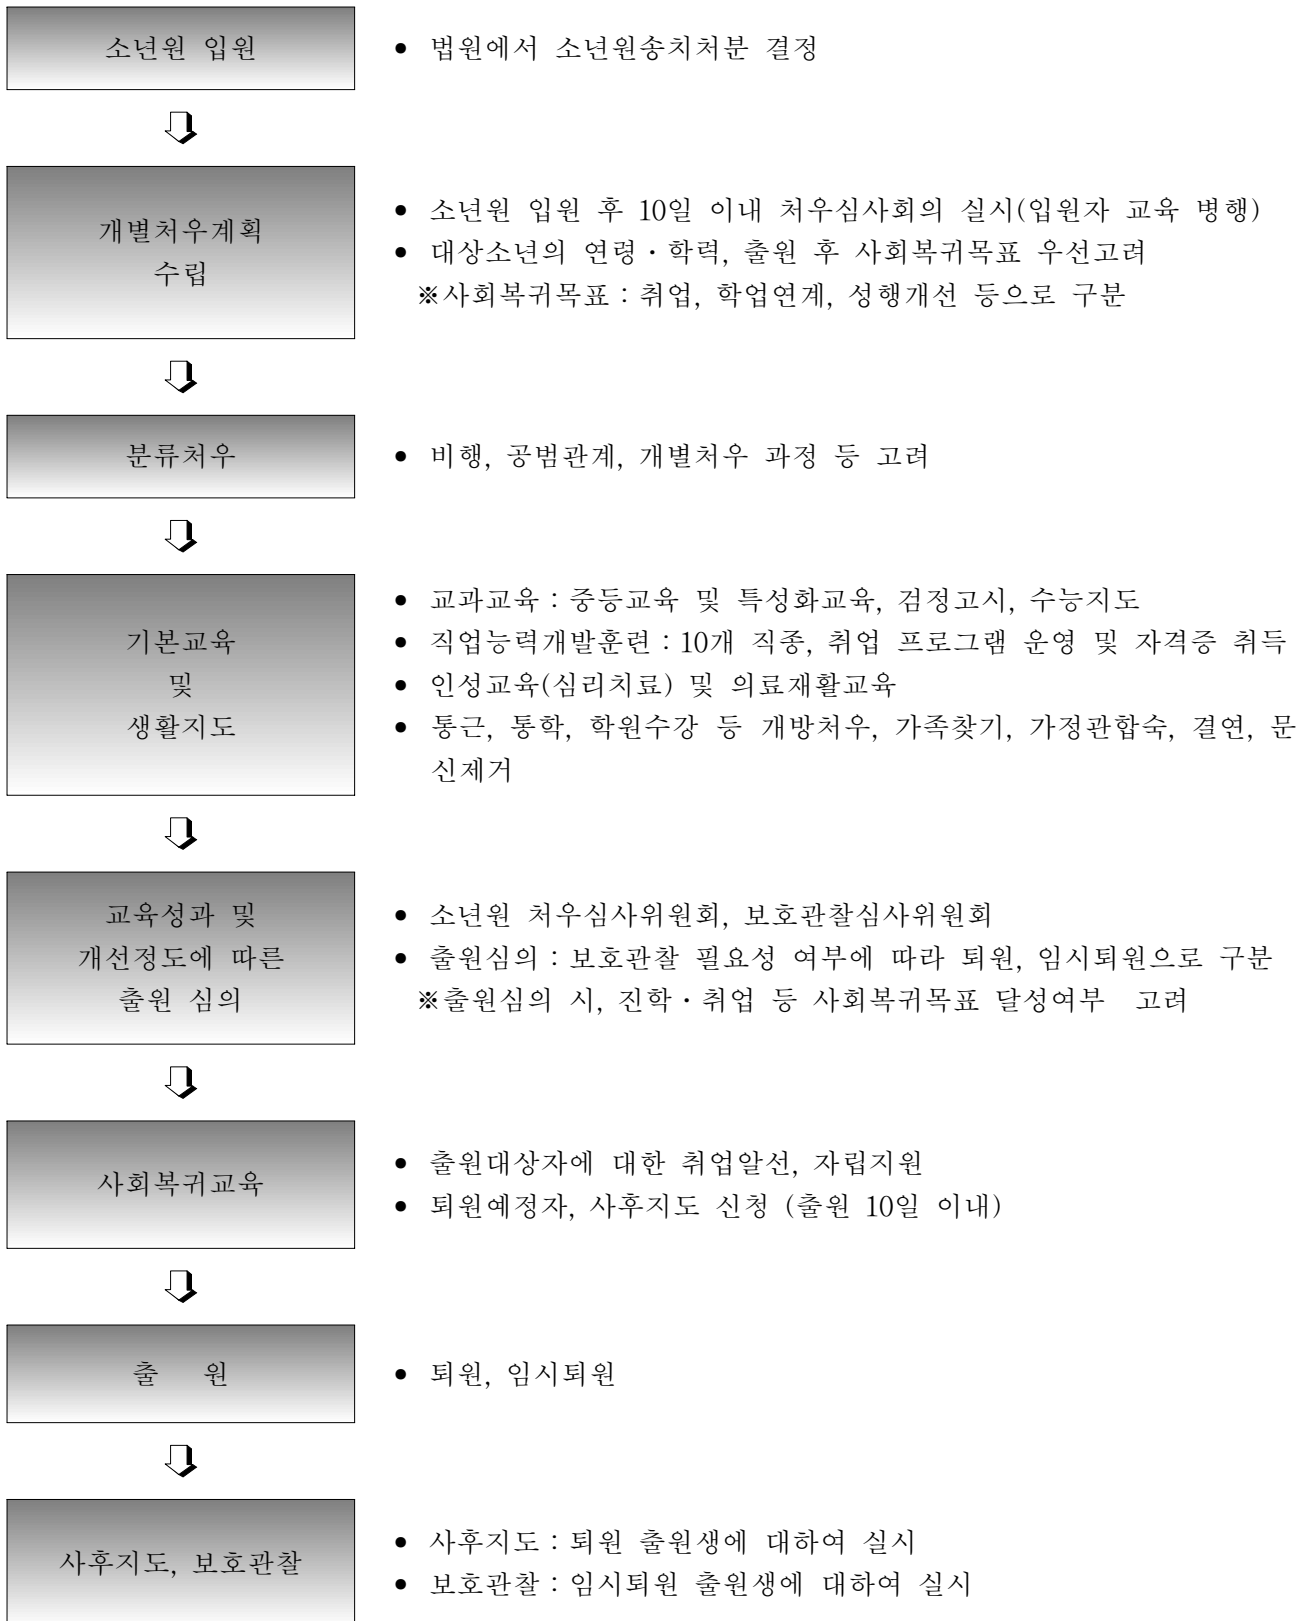 소년원 입원
• 법원에서 소년원송치처분 결정
개별처우계획
수립
• 소년원 입원 후 10일 이내 처우심사회의 실시(입원자 교육 병행)
• 대상소년의 연령・학력, 출원 후 사회복귀목표 우선고려
※사회복귀목표 : 취업, 학업연계, 성행개선 등으로 구분
분류처우
• 비행, 공범관계, 개별처우 과정 등 고려
기본교육
및
생활지도
• 교과교육 : 중등교육 및 특성화교육, 검정고시, 수능지도
• 직업능력개발훈련 : 10개 직종, 취업 프로그램 운영 및 자격증 취득
• 인성교육(심리치료) 및 의료재활교육
• 통근, 통학, 학원수강 등 개방처우, 가족찾기, 가정관합숙, 결연, 문
신제거
교육성과 및
개선정도에 따른
출원 심의
• 소년원 처우심사위원회, 보호관찰심사위원회
• 출원심의 : 보호관찰 필요성 여부에 따라 퇴원, 임시퇴원으로 구분
※출원심의 시, 진학・취업 등 사회복귀목표 달성여부 고려
사회복귀교육
• 출원대상자에 대한 취업알선, 자립지원
• 퇴원예정자, 사후지도 신청 (출원 10일 이내)
출 원
• 퇴원, 임시퇴원
사후지도, 보호관찰
• 사후지도 : 퇴원 출원생에 대하여 실시
• 보호관찰 : 임시퇴원 출원생에 대하여 실시